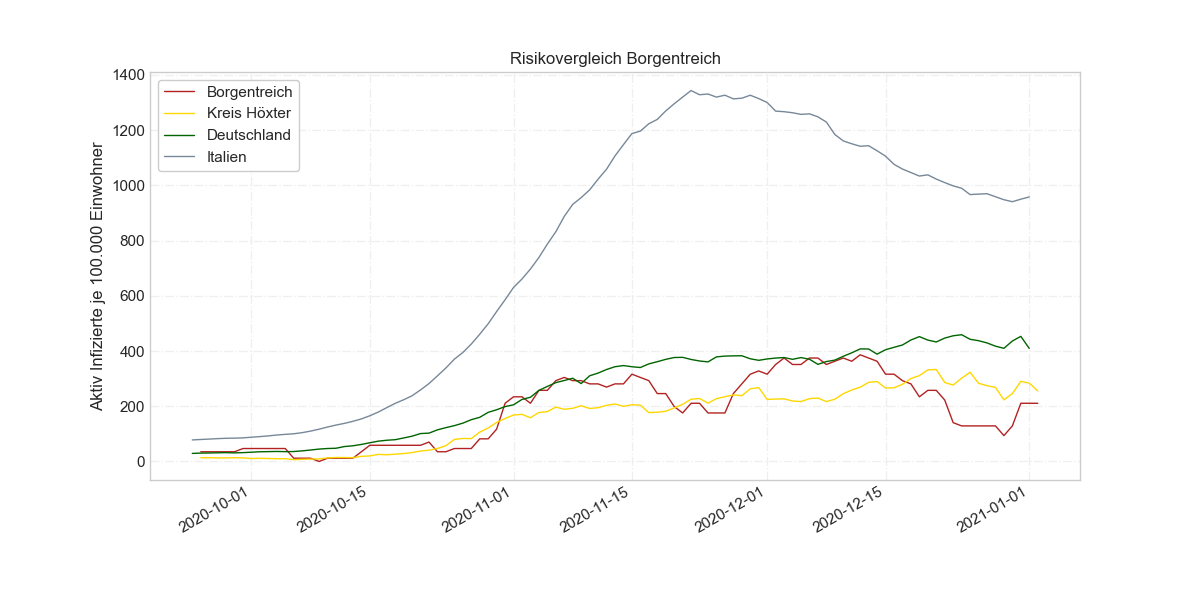 Risikovergleich Borgentreich
Aktiv Infizierte je 100.000 Einwohner
1400
1200
1000
800
600
400
200
0
Borgentreich
Kreis Höxter
Deutschland
Italien
2020-10-01
2020-10-15
2020-11-01
2020-11-15
2020-12-01
2020-12-15
2021-01-01